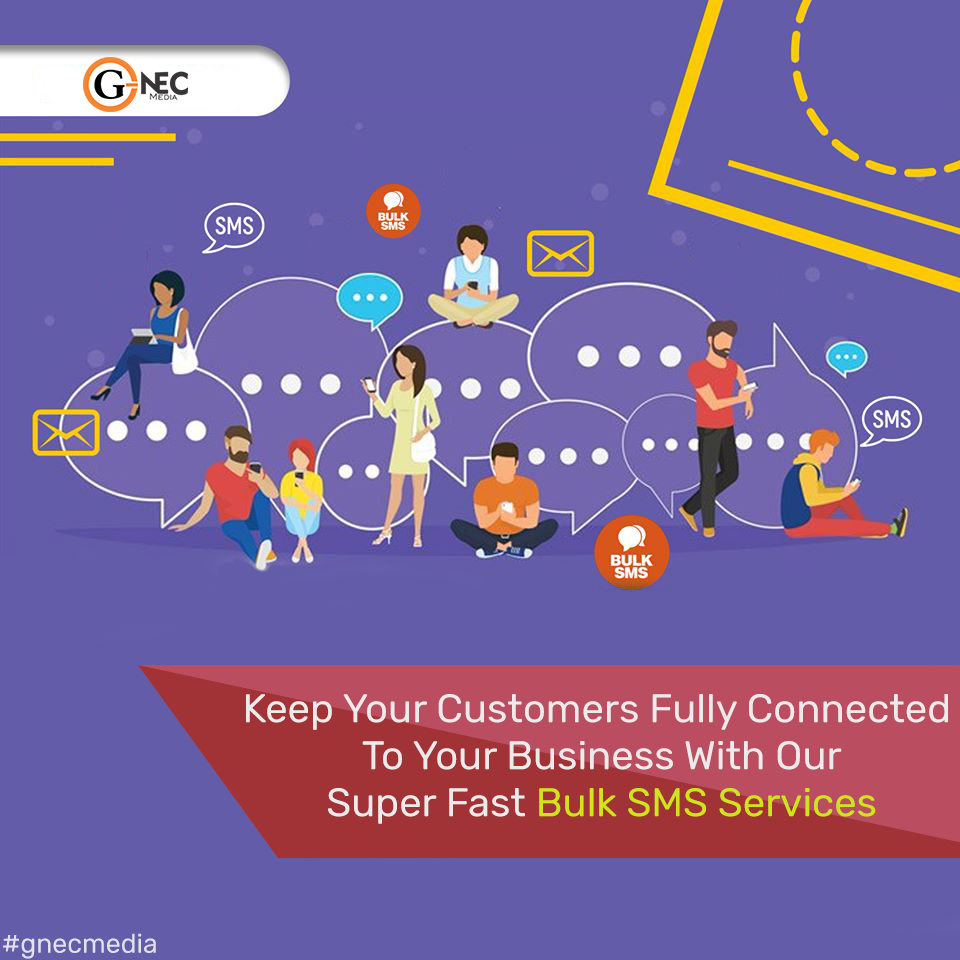 G-NEC
MEDIA
SMS
BULK
SMS
SMS
BULK
SMS
Keep Your Customers Fully Connected
To Your Business With Our
Super Fast Bulk SMS Services
#gnecmedia